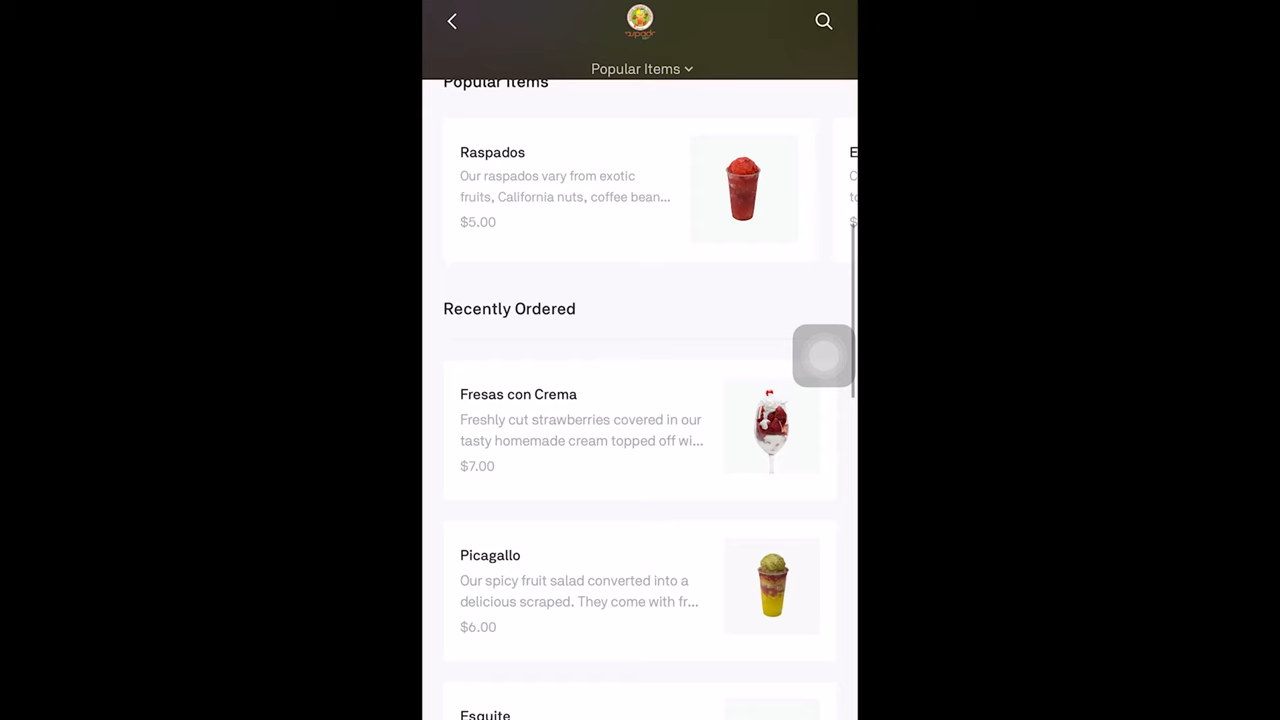 Popular Items
Popular Items
Raspados
Our raspados vary from exotic
fruits, California nuts, coffee bean...
$5.00
E
C
to
$
Recently Ordered
Fresas con Crema
Freshly cut strawberries covered in our
tasty homemade cream topped off wi...
$7.00
Picagallo
Our spicy fruit salad converted into a
delicious scraped. They come with fr...
$6.00
Esquite